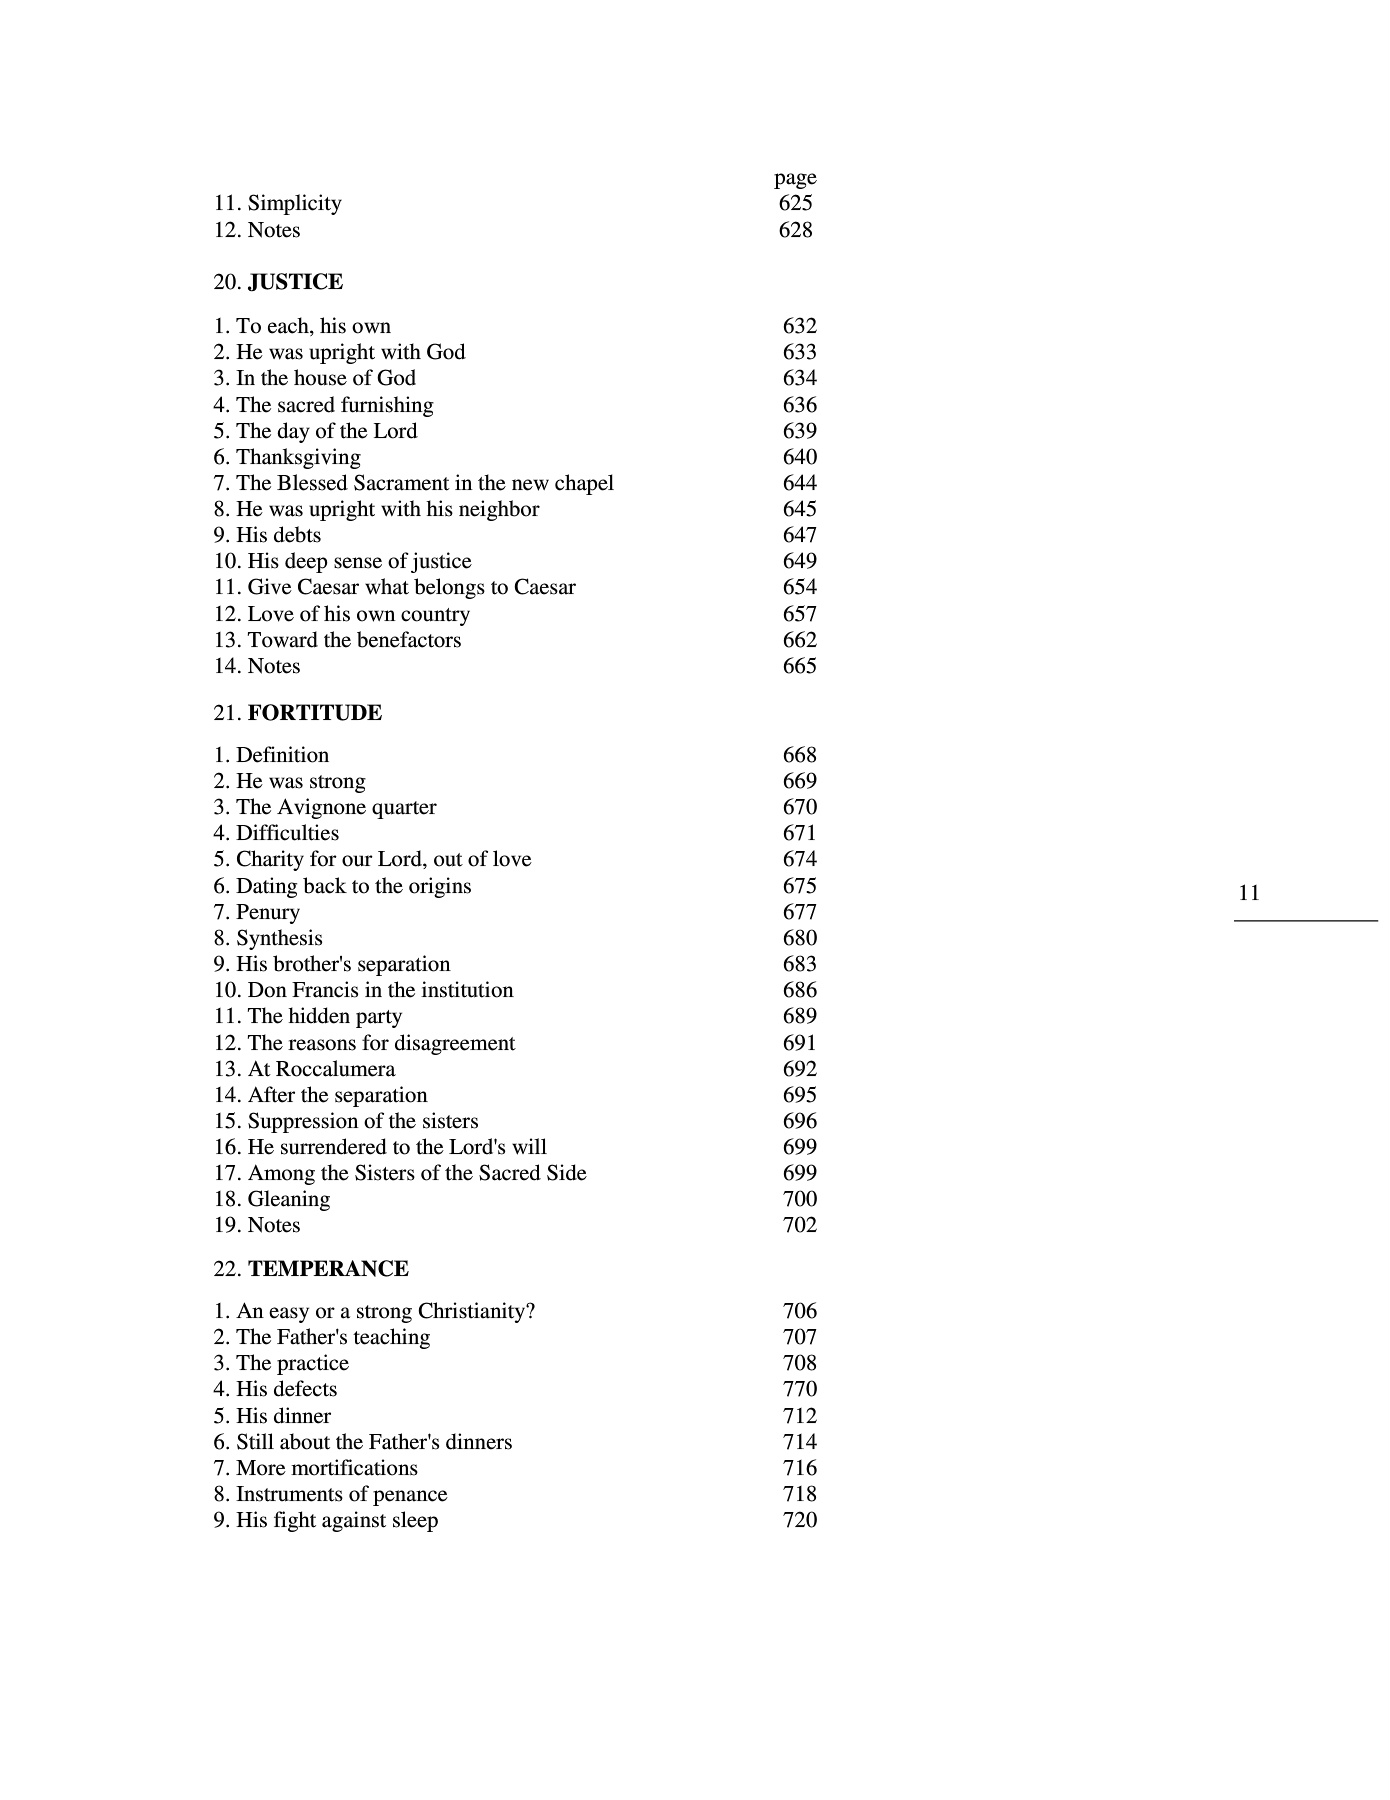 page
11. Simplicity 625
12. Notes 628
20. JUSTICE
1. To each, his own 632
2. He was upright with God 633
3. In the house of God 634
4. The sacred furnishing 636
5. The day of the Lord 639
6. Thanksgiving 640
7. The Blessed Sacrament in the new chapel 644
8. He was upright with his neighbor 645
9. His debts 647
10. His deep sense of justice 649
11. Give Caesar what belongs to Caesar 654
12. Love of his own country 657
13. Toward the benefactors 662
14. Notes 665
21. FORTITUDE
1. Definition 668
2. He was strong 669
3. The Avignone quarter 670
4. Difficulties 671
5. Charity for our Lord, out of love 674
6. Dating back to the origins 675
7. Penury 677
8. Synthesis 680
9. His brother's separation 683
10. Don Francis in the institution 686
11. The hidden party 689
12. The reasons for disagreement 691
13. At Roccalumera 692
14. After the separation 695
15. Suppression of the sisters 696
16. He surrendered to the Lord's will 699
17. Among the Sisters of the Sacred Side 699
18. Gleaning 700
19. Notes 702
22. TEMPERANCE
1. An easy or a strong Christianity? 706
2. The Father's teaching 707
3. The practice 708
4. His defects 770
5. His dinner 712
6. Still about the Father's dinners 714
7. More mortifications 716
8. Instruments of penance 718
9. His fight against sleep 720
11